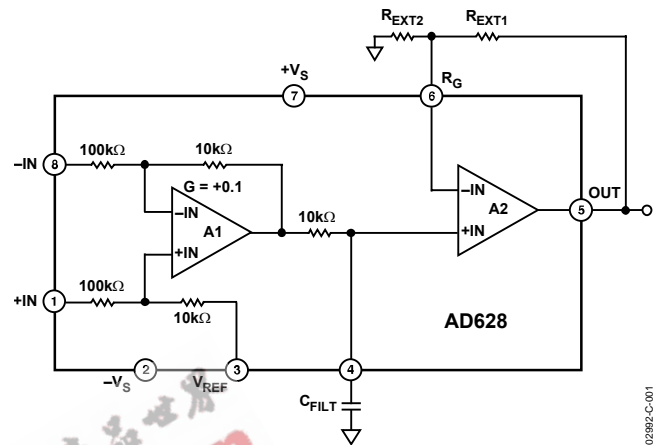 R_EXT2
R_EXT1
+V_S
R_G
7
6
100kΩ
10kΩ
–IN
8
G = +0.1
–IN
A1
+IN
10kΩ
–IN
A2
+IN
OUT
5
+IN
1
100kΩ
10kΩ
AD628
2
3
4
–V_S
V_REF
C_FILT
02992-C-001